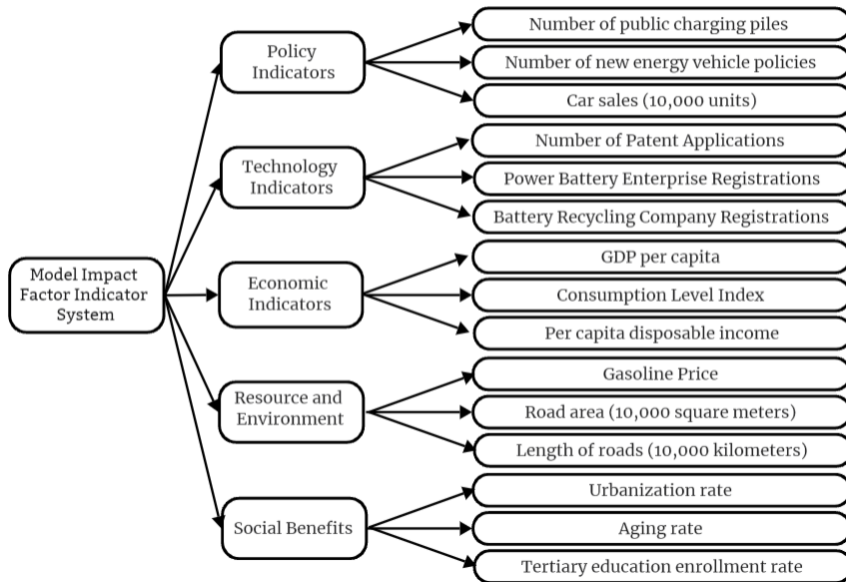 Model Impact
Factor Indicator
System
Policy
Indicators
Number of public charging piles
Number of new energy vehicle policies
Car sales (10,000 units)
Technology
Indicators
Number of Patent Applications
Power Battery Enterprise Registrations
Battery Recycling Company Registrations
Economic
Indicators
GDP per capita
Consumption Level Index
Per capita disposable income
Resource and
Environment
Gasoline Price
Road area (10,000 square meters)
Length of roads (10,000 kilometers)
Social Benefits
Urbanization rate
Aging rate
Tertiary education enrollment rate